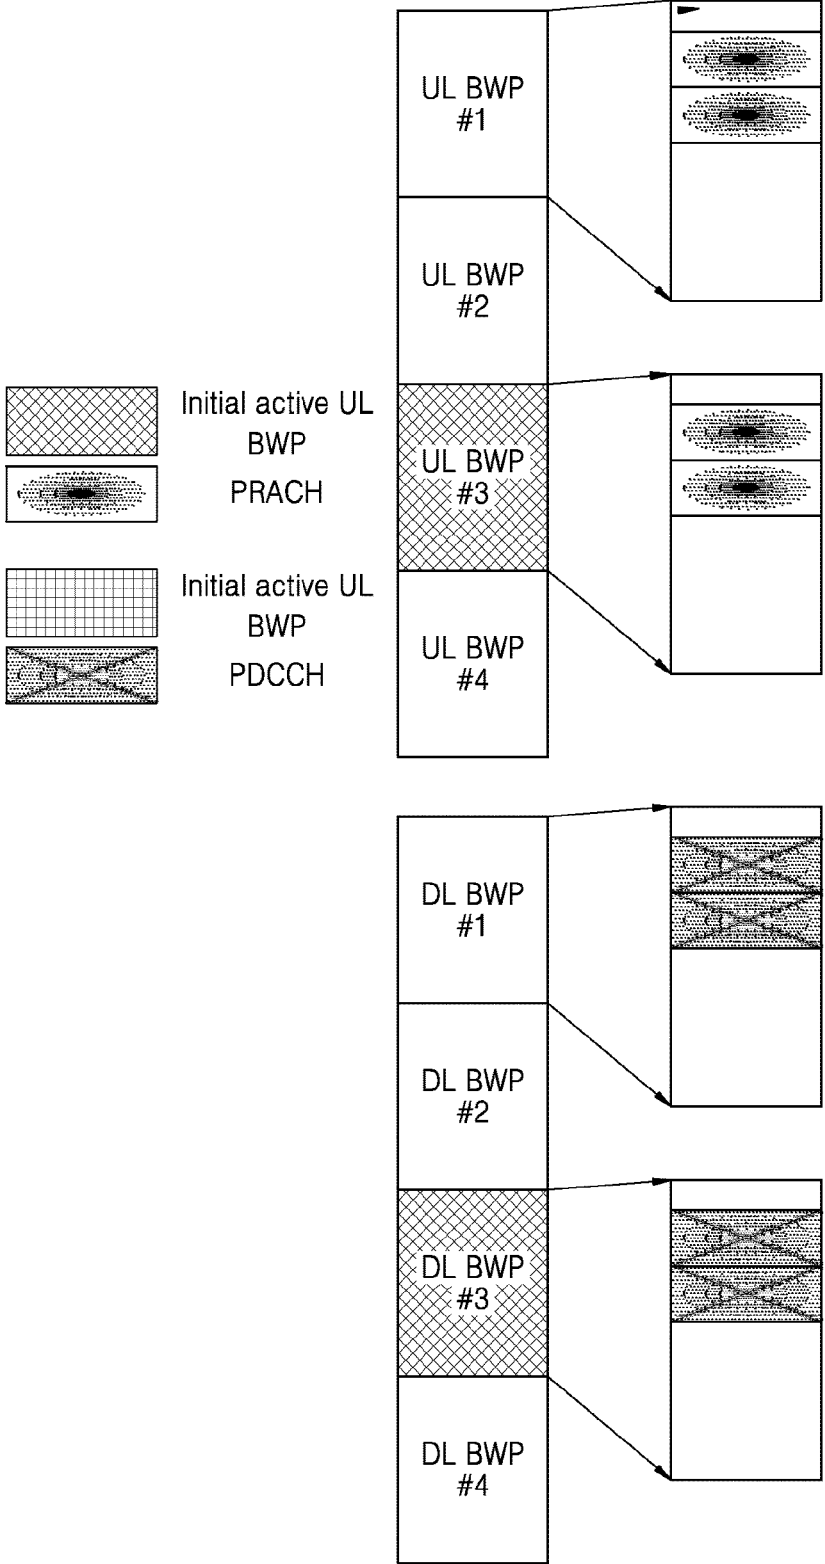 Initial active UL
BWP
PRACH
Initial active UL
BWP
PDCCH
UL BWP
#1
UL BWP
#2
UL BWP
#3
UL BWP
#4
DL BWP
#1
DL BWP
#2
DL BWP
#3
DL BWP
#4